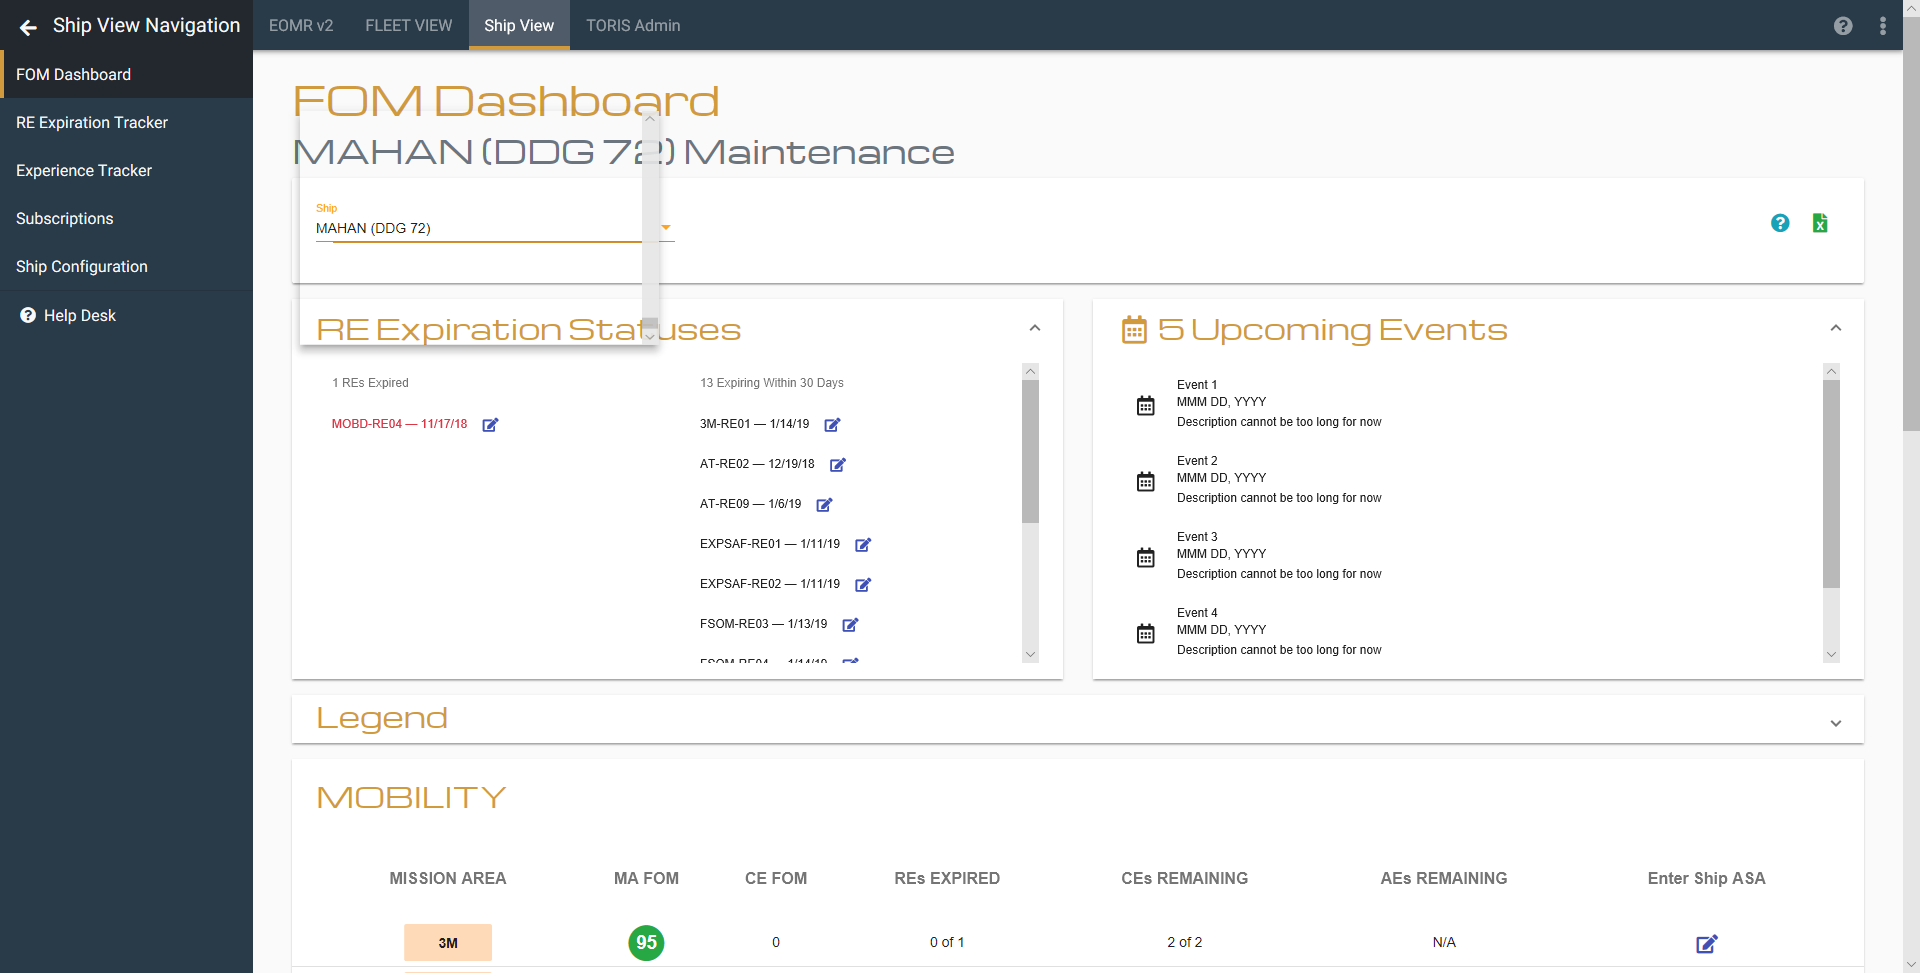 Ship View Navigation
EOMR v2
FLEET VIEW
Ship View
TORIS Admin
FOM Dashboard
RE Expiration Tracker
Experience Tracker
Subscriptions
Ship Configuration
Help Desk
FOM Dashboard
MAHAN (DDG 72) Maintenance
Ship
MAHAN (DDG 72)
RE Expiration Statuses
1 REs Expired
MOBD-RE04 — 11/17/18
13 Expiring Within 30 Days
3M-RE01 — 1/14/19
AT-RE02 — 12/19/18
AT-RE09 — 1/6/19
EXPSAF-RE01 — 1/11/19
EXPSAF-RE02 — 1/11/19
FSOM-RE03 — 1/13/19
FSOM-RE04 — 1/14/19
5 Upcoming Events
Event 1
MMM DD, YYYY
Description cannot be too long for now
Event 2
MMM DD, YYYY
Description cannot be too long for now
Event 3
MMM DD, YYYY
Description cannot be too long for now
Event 4
MMM DD, YYYY
Description cannot be too long for now
Legend
MOBILITY
MISSION AREA MA FOM CE FOM REs EXPIRED CEs REMAINING AEs REMAINING Enter Ship ASA
3M 95 0 0 of 1 2 of 2 N/A